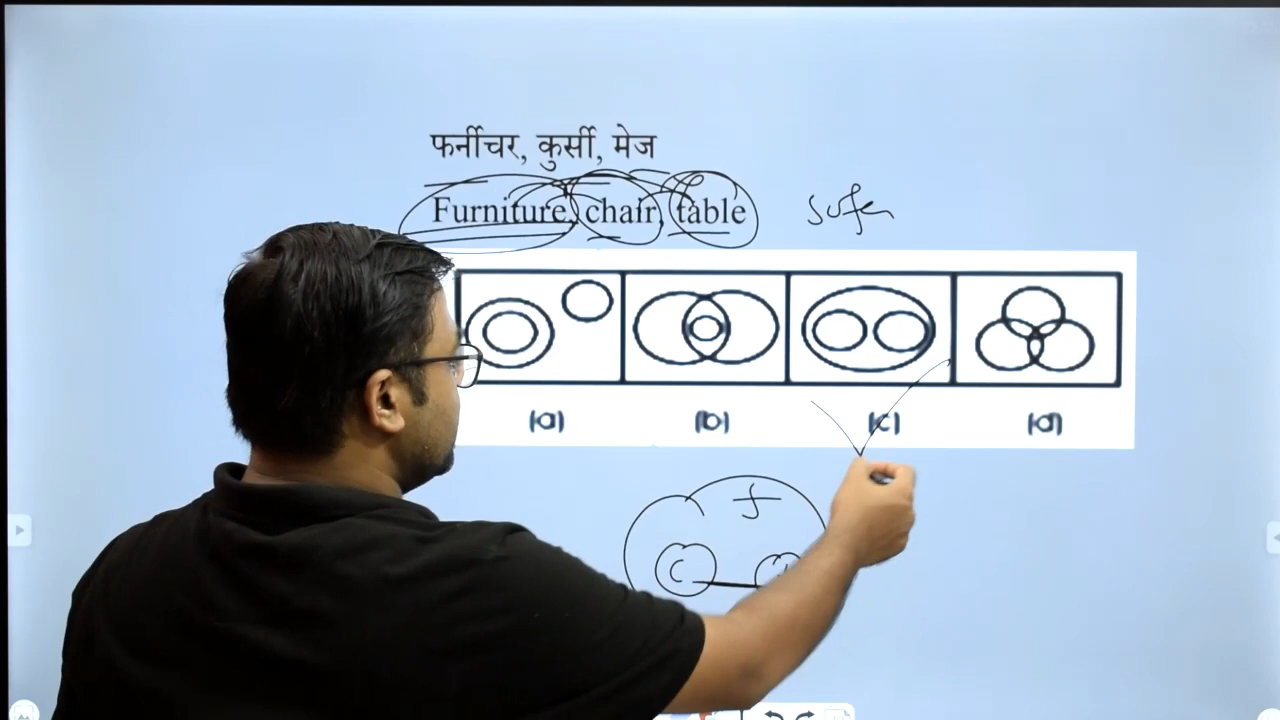 फर्नीचर, कुर्सी, मेज
Furniture, chair, table
(a) (b) (c) (d)
f
C